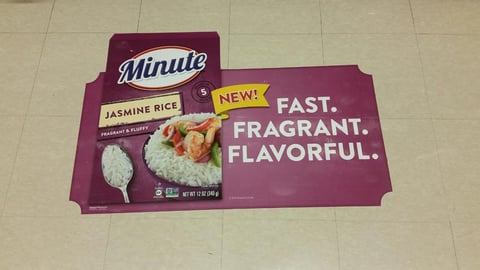 Minute
5
JASMINE RICE
FRAGRANT & FLUFFY
NEW!
FAST.
FRAGRANT.
FLAVORFUL.
NET WT 12 OZ (340 g)